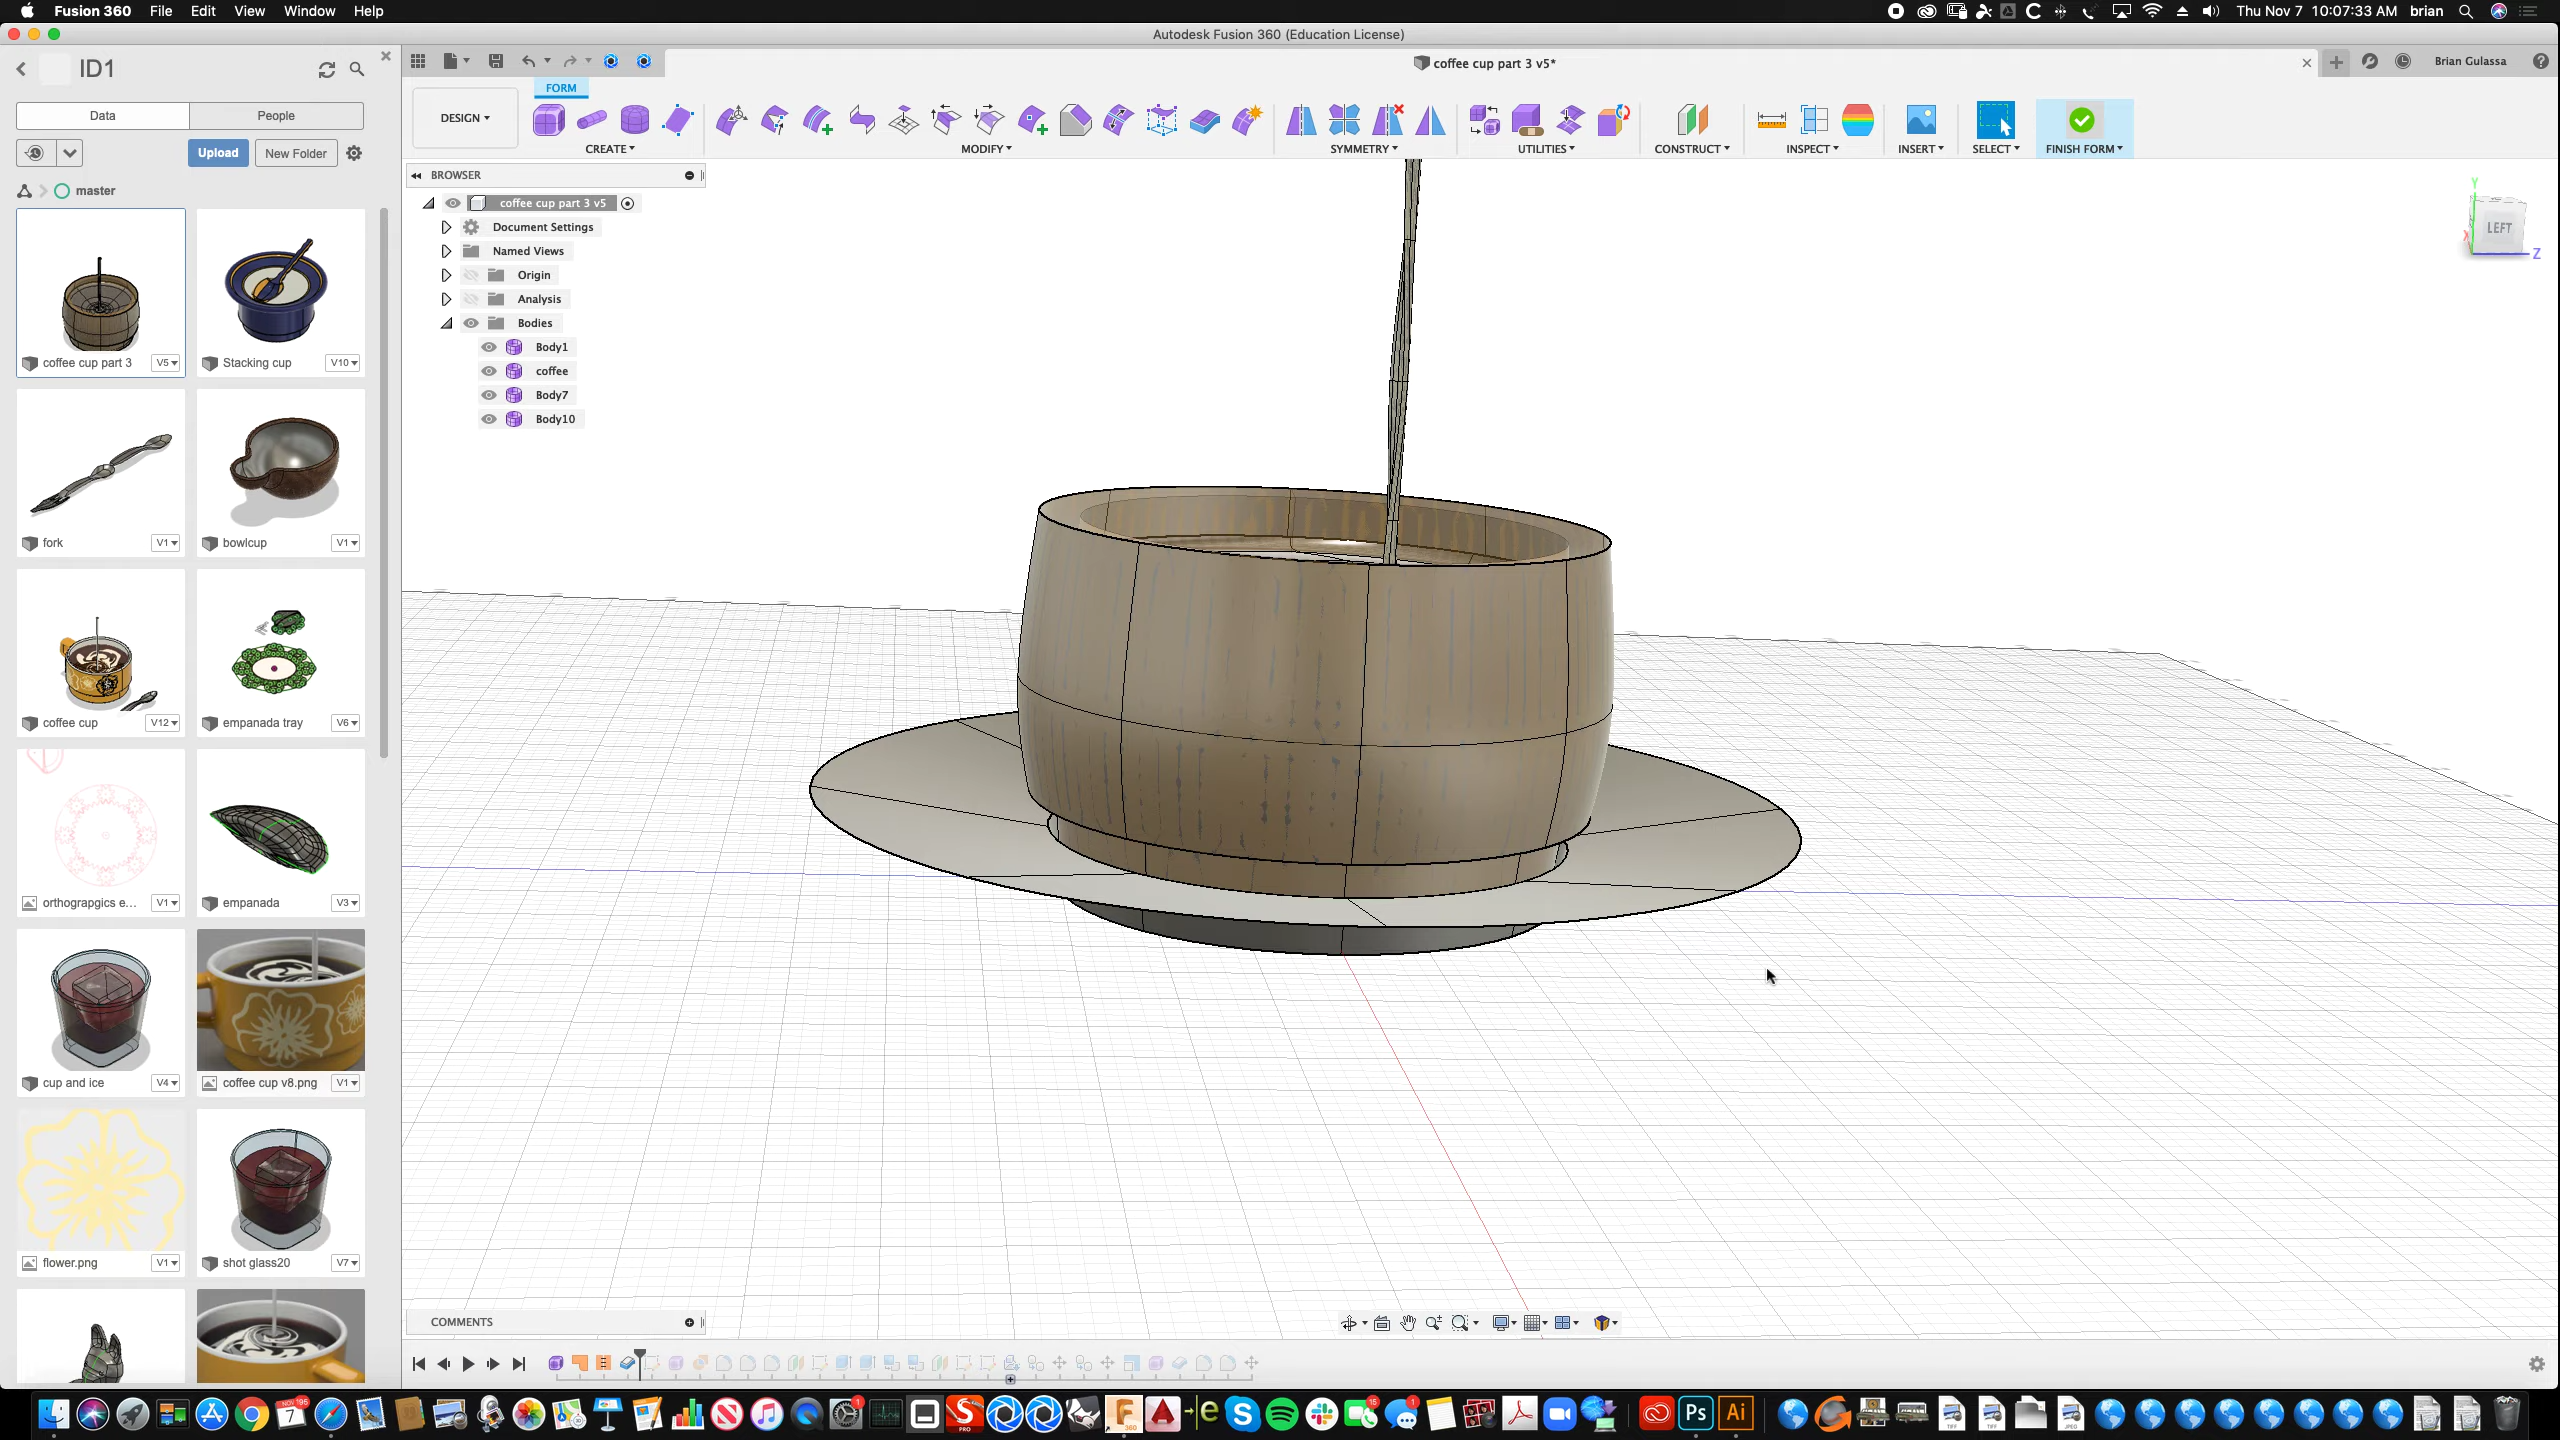 Fusion 360 File Edit View Window Help
Thu Nov 7 10:07:33 AM brian
Autodesk Fusion 360 (Education License)
ID1
coffee cup part 3 v5*
Brian Gulassa
Data People
Upload New Folder
master
DESIGN
FORM
CREATE MODIFY SYMMETRY UTILITIES CONSTRUCT INSPECT INSERT SELECT FINISH FORM
BROWSER
coffee cup part 3 v5
Document Settings
Named Views
Origin
Analysis
Bodies
Body1
coffee
Body7
Body10
LEFT
Y
X
Z
coffee cup part 3 V5
Stacking cup V10
fork V1
bowlcup V1
coffee cup V12
empanada tray V6
orthograpgics e... V1
empanada V3
cup and ice V4
coffee cup v8.png V1
flower.png V1
shot glass20 V7
COMMENTS